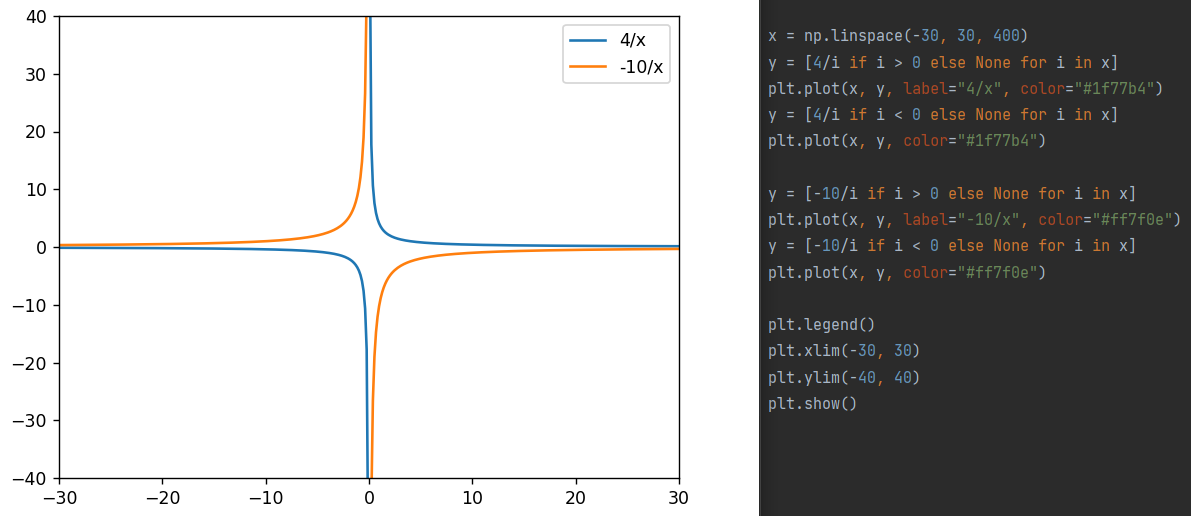 40
30
20
10
0
−10
−20
−30
−40
−30 −20 −10 0 10 20 30
4/x
-10/x
x = np.linspace(-30, 30, 400)
y = [4/i if i > 0 else None for i in x]
plt.plot(x, y, label="4/x", color="#1f77b4")
y = [4/i if i < 0 else None for i in x]
plt.plot(x, y, color="#1f77b4")
y = [-10/i if i > 0 else None for i in x]
plt.plot(x, y, label="-10/x", color="#ff7f0e")
y = [-10/i if i < 0 else None for i in x]
plt.plot(x, y, color="#ff7f0e")
plt.legend()
plt.xlim(-30, 30)
plt.ylim(-40, 40)
plt.show()